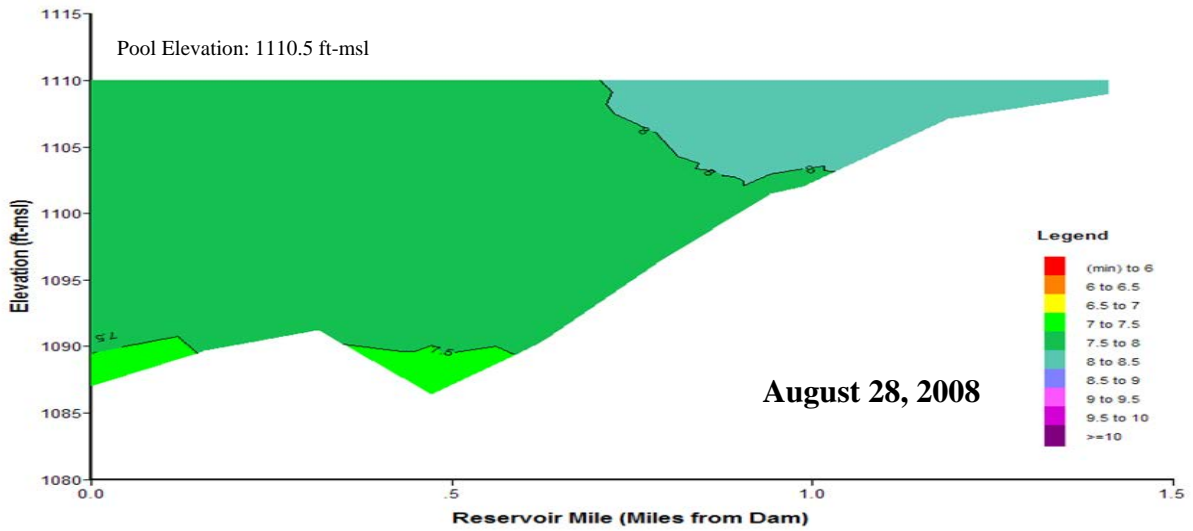 1115
Pool Elevation: 1110.5 ft-msl
1110
1105
1100
1095
1090
1085
1080
Elevation (ft-msl)
8
8
8
7.5
7.5
August 28, 2008
Legend
(min) to 6
6 to 6.5
6.5 to 7
7 to 7.5
7.5 to 8
8 to 8.5
8.5 to 9
9 to 9.5
9.5 to 10
>=10
0.0 .5 1.0 1.5
Reservoir Mile (Miles from Dam)